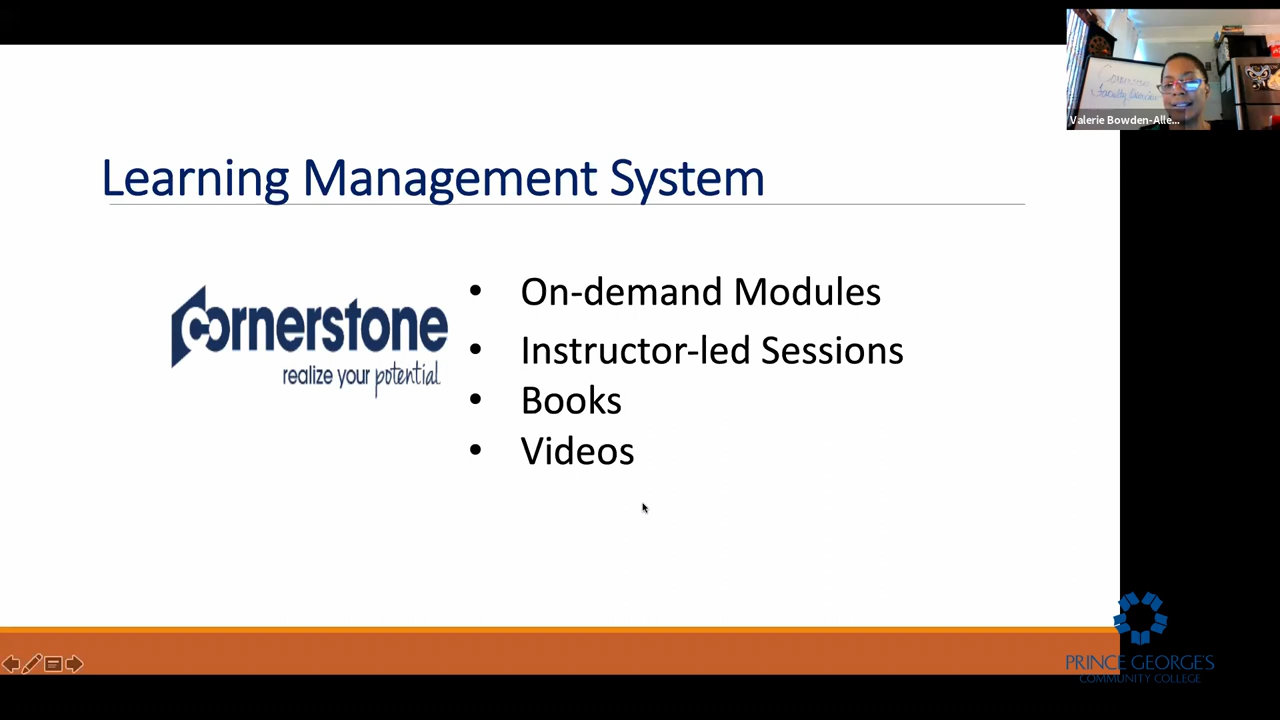 Learning Management System
cornerstone
realize your potential
• On-demand Modules
• Instructor-led Sessions
• Books
• Videos
Valerie Bowden-Alle...
PRINCE GEORGE'S
COMMUNITY COLLEGE